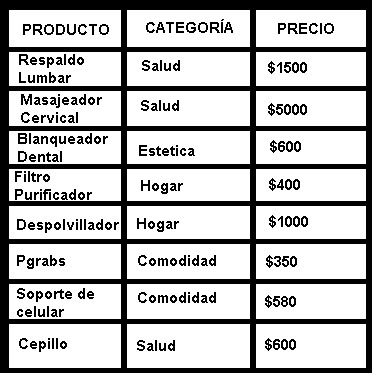 PRODUCTO CATEGORÍA PRECIO
Respaldo
Lumbar Salud $1500
Masajeador
Cervical Salud $5000
Blanqueador
Dental Estetica $600
Filtro
Purificador Hogar $400
Despolvillador Hogar $1000
Pgrabs Comodidad $350
Soporte de
celular Comodidad $580
Cepillo Salud $600